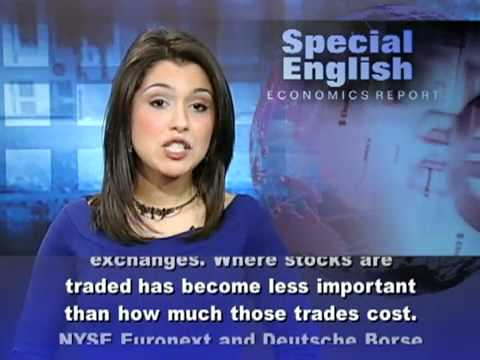 Special
English
ECONOMICS REPORT
exchanges. Where stocks are
traded has become less important
than how much those trades cost.
NYSE Euronext and Deutsche Borse